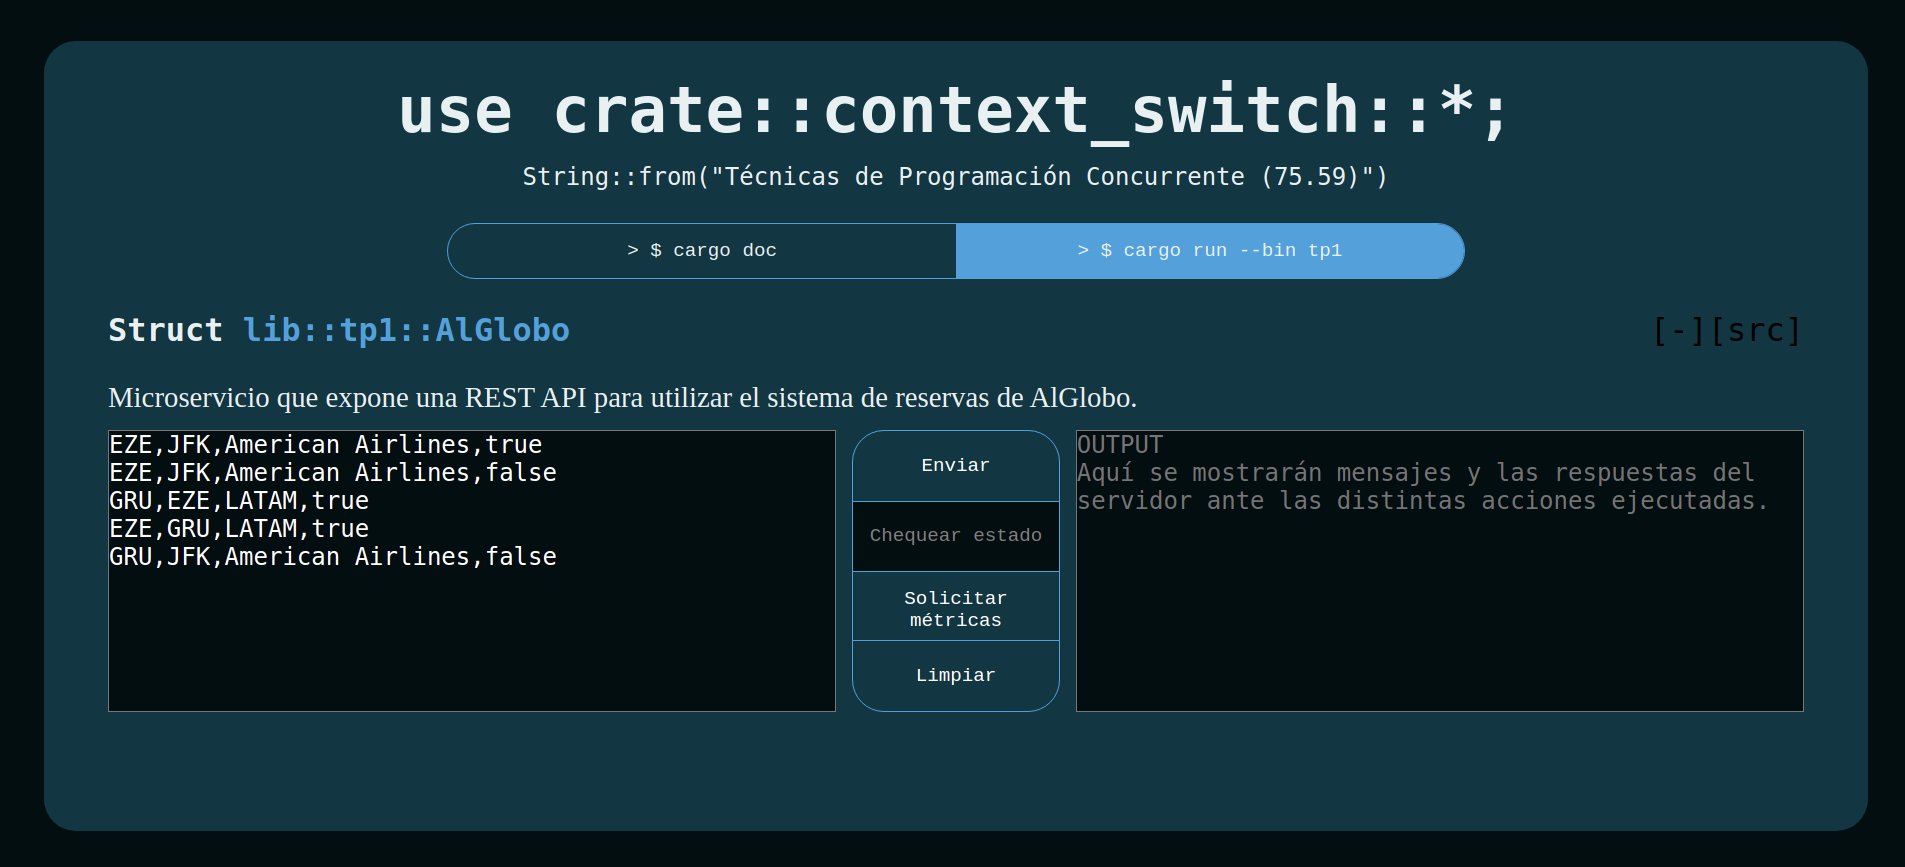 use crate::context_switch::*;
String::from("Técnicas de Programación Concurrente (75.59)")
> $ cargo doc
> $ cargo run --bin tp1
Struct lib::tp1::AlGlobo
[-][src]
Microservicio que expone una REST API para utilizar el sistema de reservas de AlGlobo.
EZE,JFK,American Airlines,true
EZE,JFK,American Airlines,false
GRU,EZE,LATAM,true
EZE,GRU,LATAM,true
GRU,JFK,American Airlines,false
Enviar
Chequear estado
Solicitar
métricas
Limpiar
OUTPUT
Aquí se mostrarán mensajes y las respuestas del
servidor ante las distintas acciones ejecutadas.